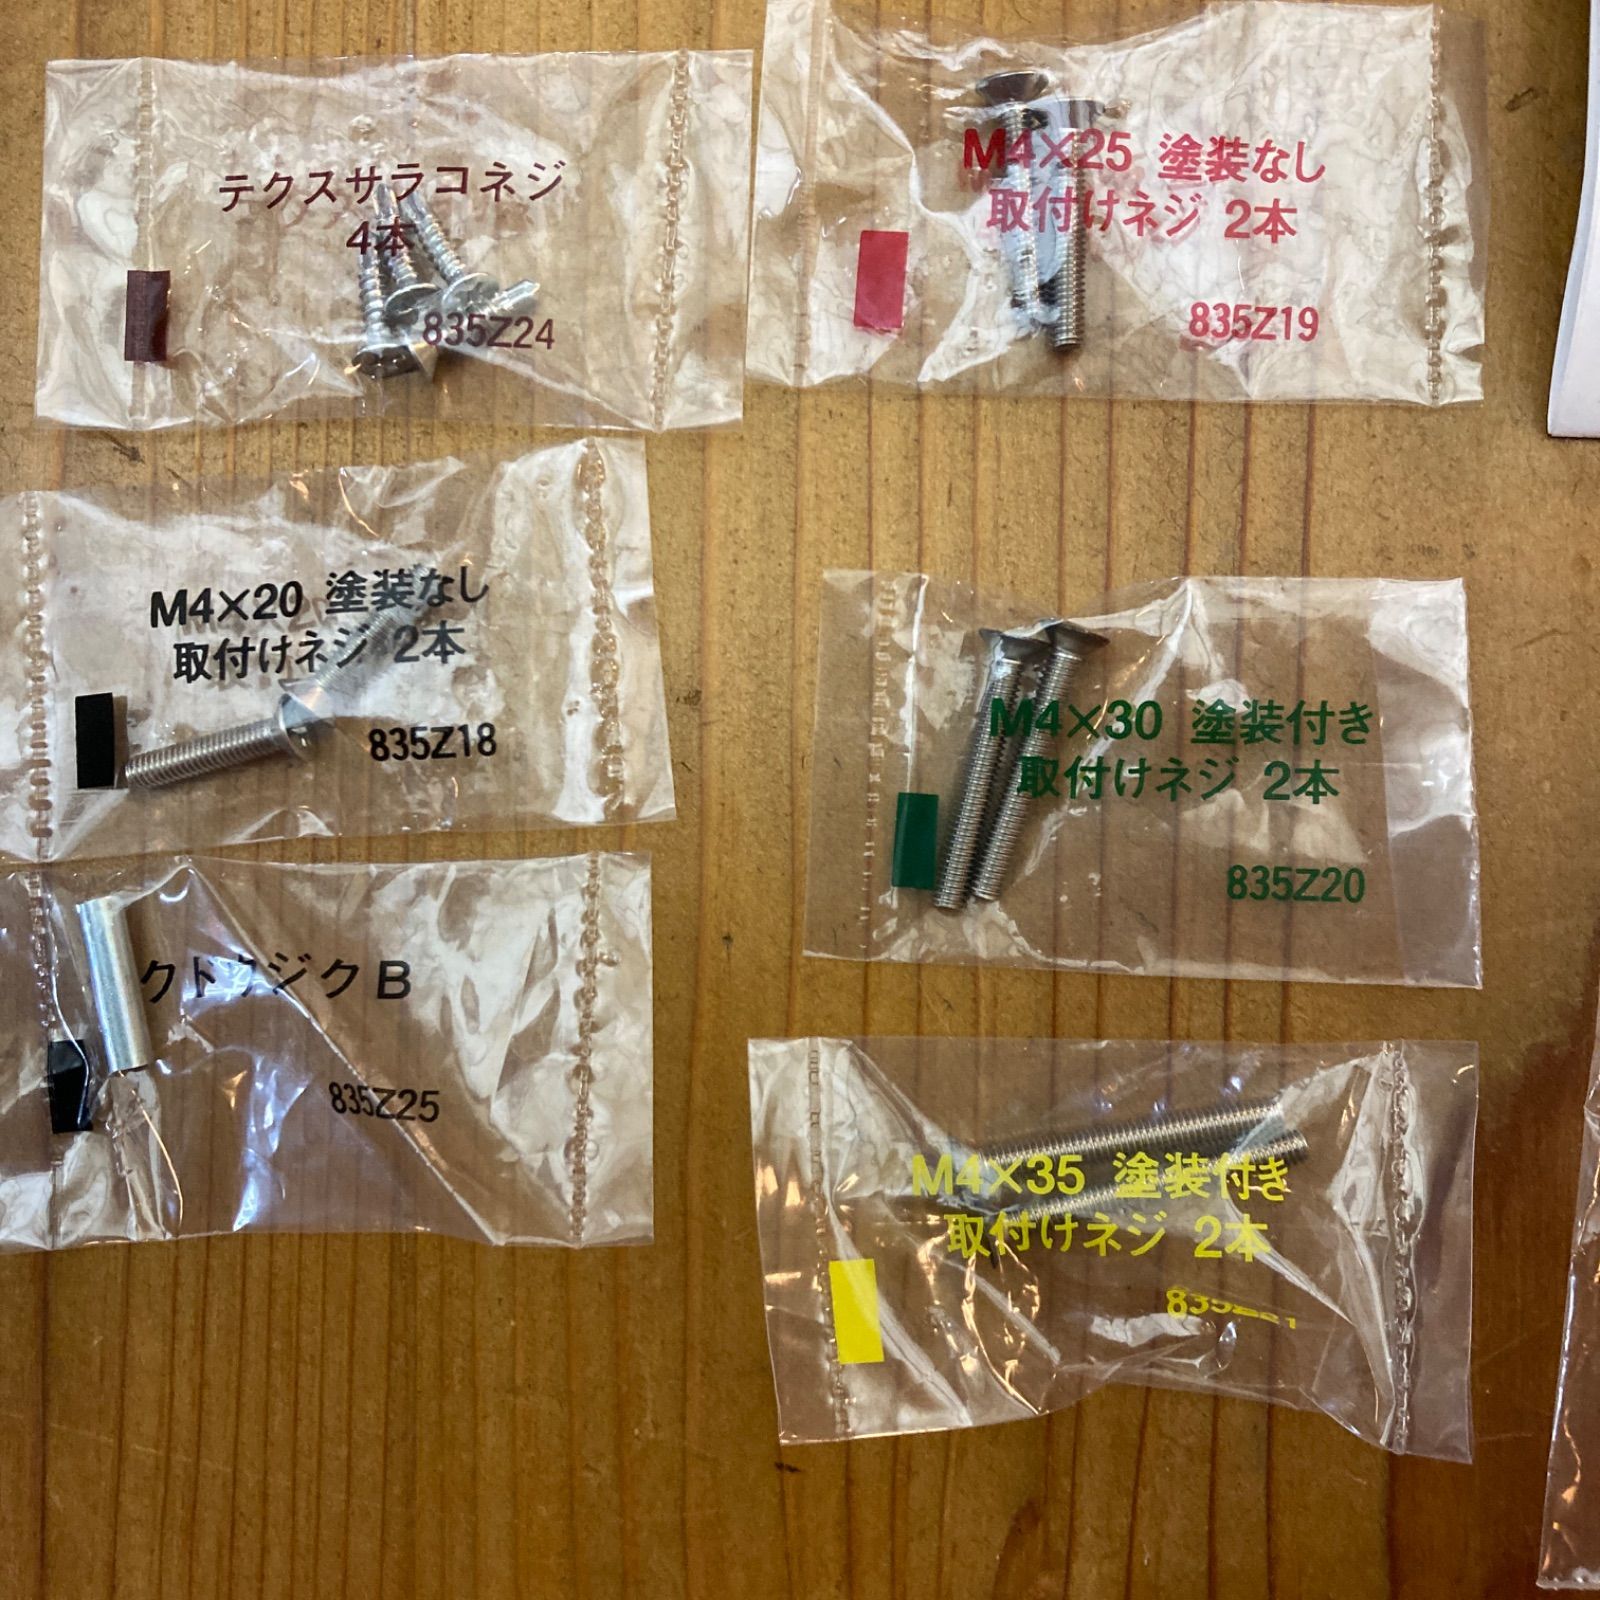 テクスサラコネジ
4本
835Z24
M4×25 塗装なし
取付けネジ 2本
835Z19
M4×20 塗装なし
取付けネジ 2本
835Z18
M4×30 塗装付き
取付けネジ 2本
835Z20
クトウジクB
835Z25
M4×35 塗装付き
取付けネジ 2本